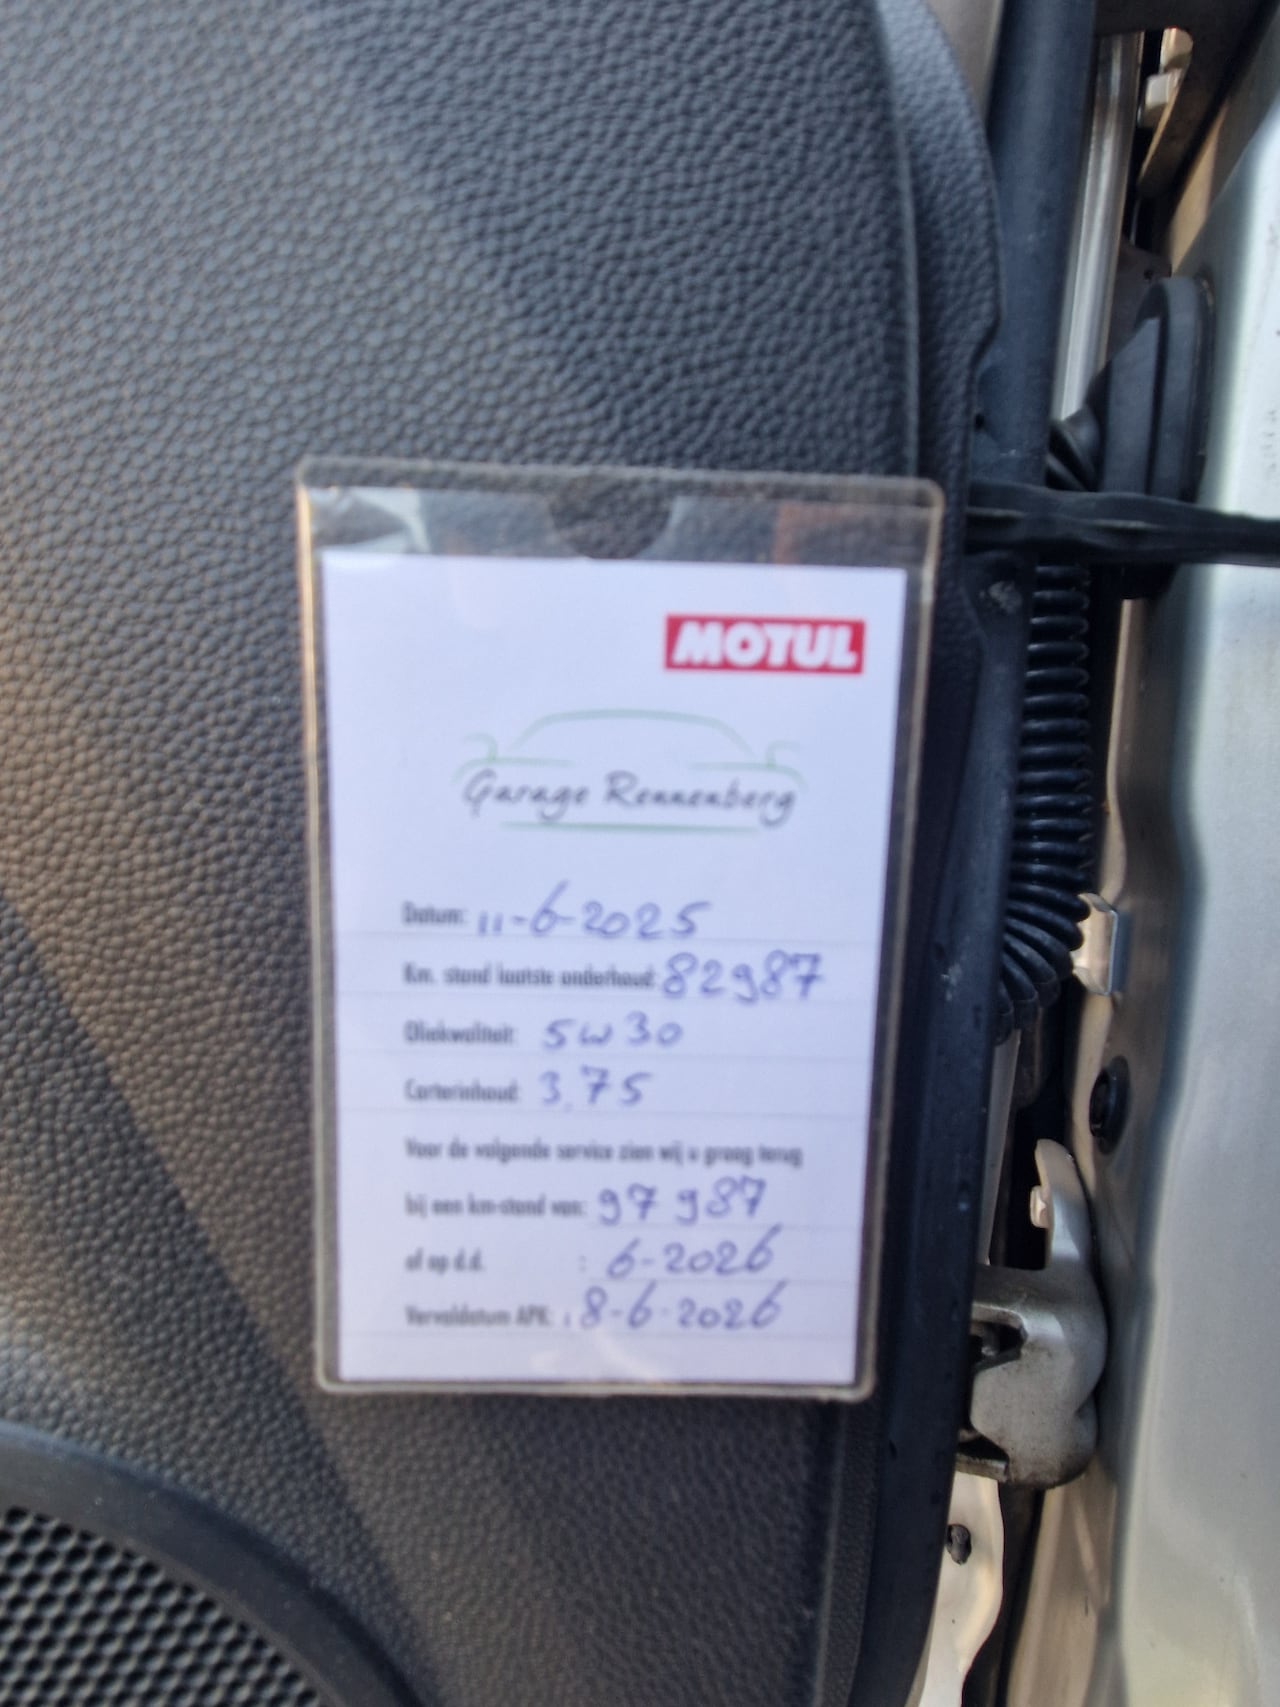 MOTUL
Garage Rennenberg
Datum: 11-6-2025
Km. stand laatste onderhoud: 82987
Oliekwaliteit: 5w30
Carterinhoud: 3,75
Voor de volgende service zien wij u graag terug
bij een km-stand van: 97987
of op d.d. : 6-2026
Vervaldatum APK: : 8-6-2026